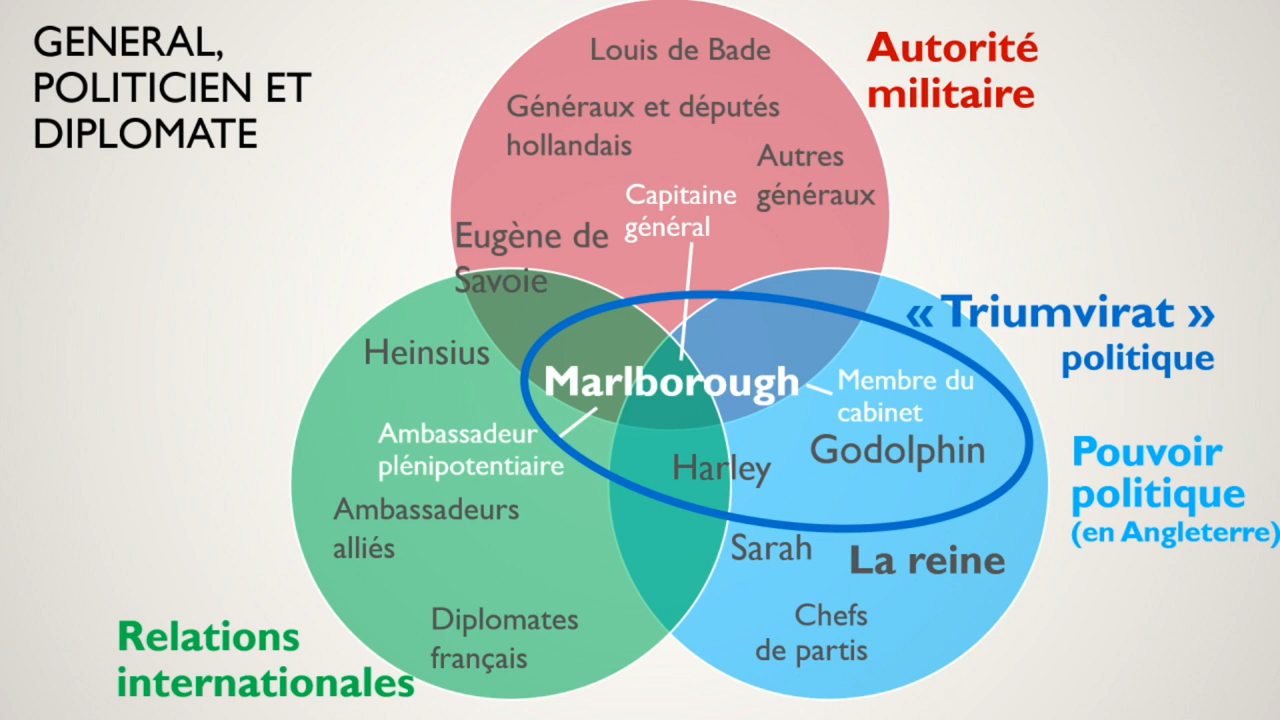 GENERAL,
POLITICIEN ET
DIPLOMATE
Louis de Bade
Autorité
militaire
Généraux et députés
hollandais
Autres
généraux
Capitaine
général
Eugène de
Savoie
« Triumvirat »
politique
Heinsius
Marlborough
Membre du
cabinet
Ambassadeur
plénipotentiaire
Harley
Godolphin
Pouvoir
politique
(en Angleterre)
Ambassadeurs
alliés
Sarah
La reine
Diplomates
français
Chefs
de partis
Relations
internationales